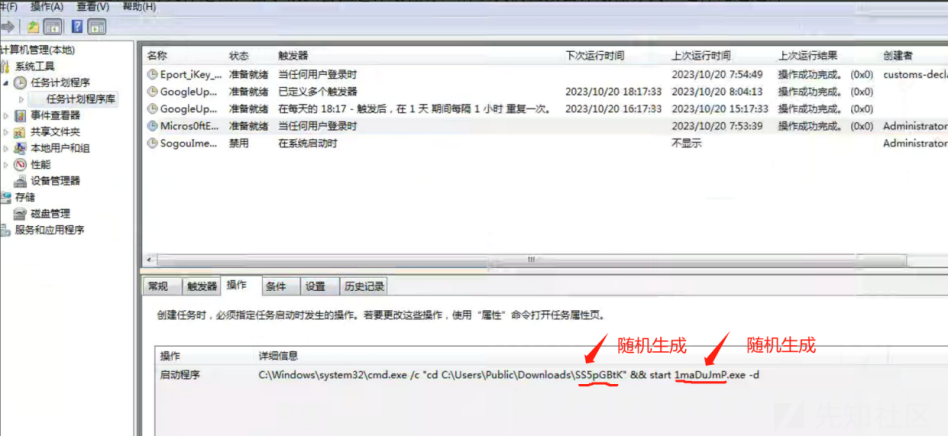 件(F) 操作(A) 查看(V) 帮助(H)
计算机管理(本地)
系统工具
任务计划程序
任务计划程序库
事件查看器
共享文件夹
本地用户和组
性能
设备管理器
存储
磁盘管理
服务和应用程序
名称 状态 触发器 下次运行时间 上次运行时间 上次运行结果 创建者
Eport_iKey_... 准备就绪 当任何用户登录时 2023/10/20 7:54:49 操作成功完成。 (0x0) customs-decl
GoogleUp... 准备就绪 已定义多个触发器 2023/10/20 18:17:33 2023/10/20 8:04:13 操作成功完成。 (0x0)
GoogleUp... 准备就绪 在每天的 18:17 - 触发后，在 1 天 期间每隔 1 小时 重复一次。 2023/10/20 16:17:33 2023/10/20 15:17:33 操作成功完成。 (0x0)
Micros0ftE... 准备就绪 当任何用户登录时 2023/10/20 7:53:39 操作成功完成。 (0x0) Administrator
SogouIme... 禁用 在系统启动时 不显示 Administrator
常规 触发器 操作 条件 设置 历史记录
创建任务时，必须指定任务启动时发生的操作。若要更改这些操作，使用“属性”命令打开任务属性页。
随机生成 随机生成
操作 详细信息
启动程序 C:\Windows\system32\cmd.exe /c "cd C:\Users\Public\Downloads\SS5pGBtK" && start 1maDuJmP.exe -d
先知社区